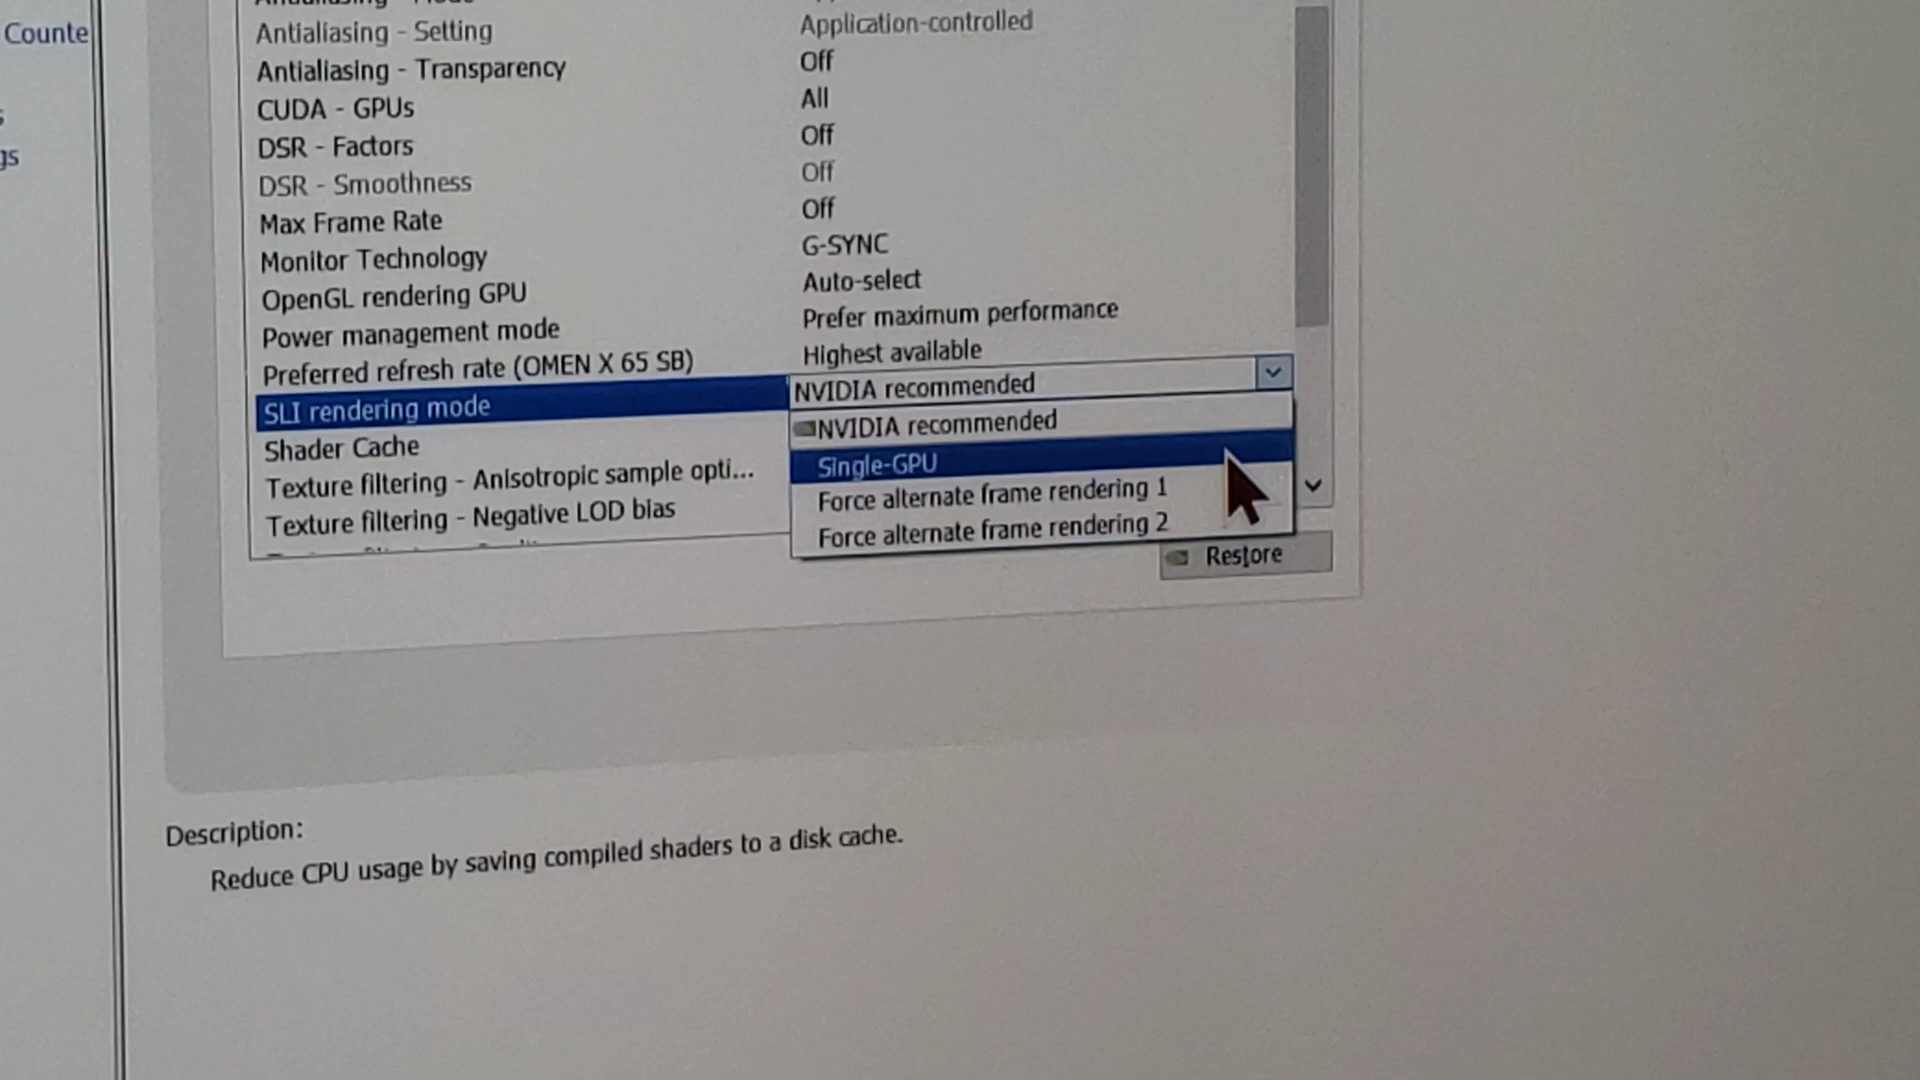 Counte
gs
Antialiasing - Setting Application-controlled
Antialiasing - Transparency Off
CUDA - GPUs All
DSR - Factors Off
DSR - Smoothness Off
Max Frame Rate Off
Monitor Technology G-SYNC
OpenGL rendering GPU Auto-select
Power management mode Prefer maximum performance
Preferred refresh rate (OMEN X 65 SB) Highest available
SLI rendering mode NVIDIA recommended
NVIDIA recommended
Shader Cache
Single-GPU
Texture filtering - Anisotropic sample opti...
Force alternate frame rendering 1
Texture filtering - Negative LOD bias
Force alternate frame rendering 2
Restore
Description:
Reduce CPU usage by saving compiled shaders to a disk cache.